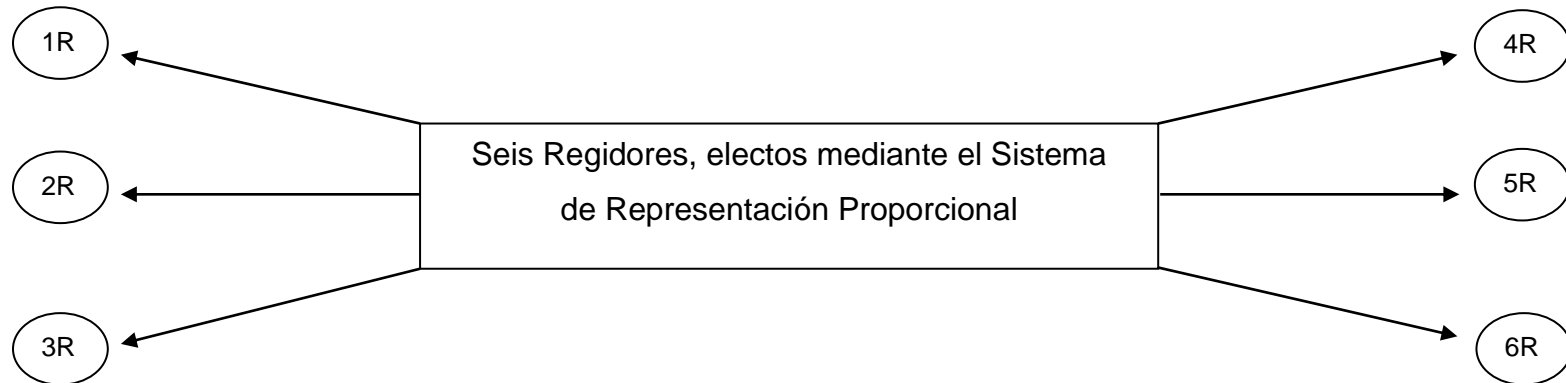 1R
4R
Seis Regidores, electos mediante el Sistema
de Representación Proporcional
2R
5R
3R
6R